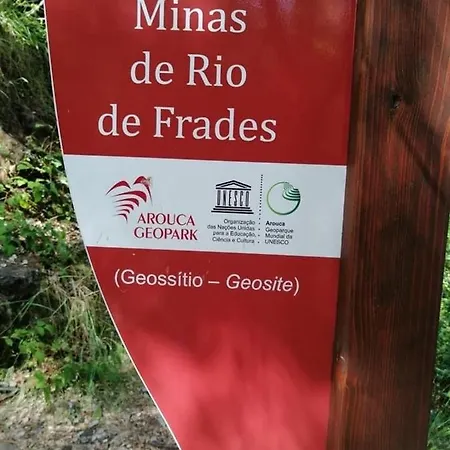 Minas
de Rio
de Frades
AROUCA
GEOPARK
UNESCO
Organização
das Nações Unidas
para a Educação,
Ciência e Cultura
Arouca
Geoparque
Mundial da
UNESCO
(Geossítio – Geosite)